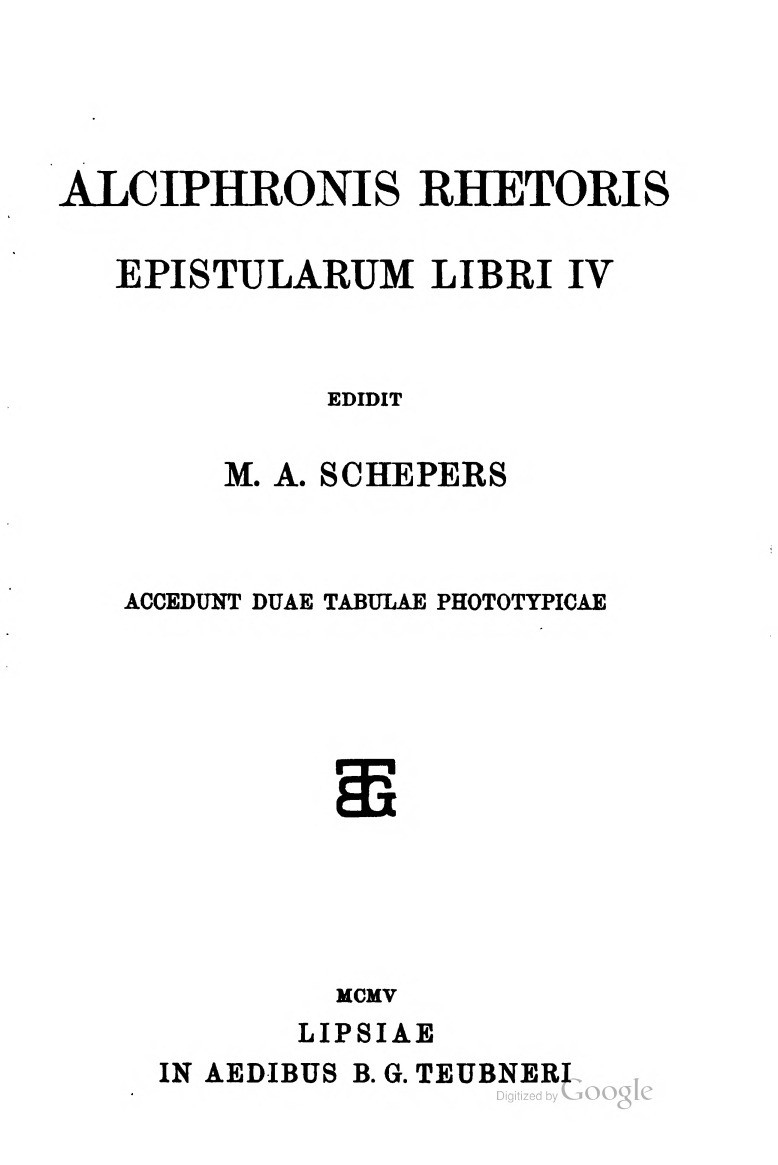 ALCIPHRONIS RHETORIS
EPISTULARUM LIBRI IV
EDIDIT
M. A. SCHEPERS
ACCEDUNT DUAE TABULAE PHOTOTYPICAE
BTG
MCMV
LIPSIAE
IN AEDIBUS B. G. TEUBNERI
Digitized by Google